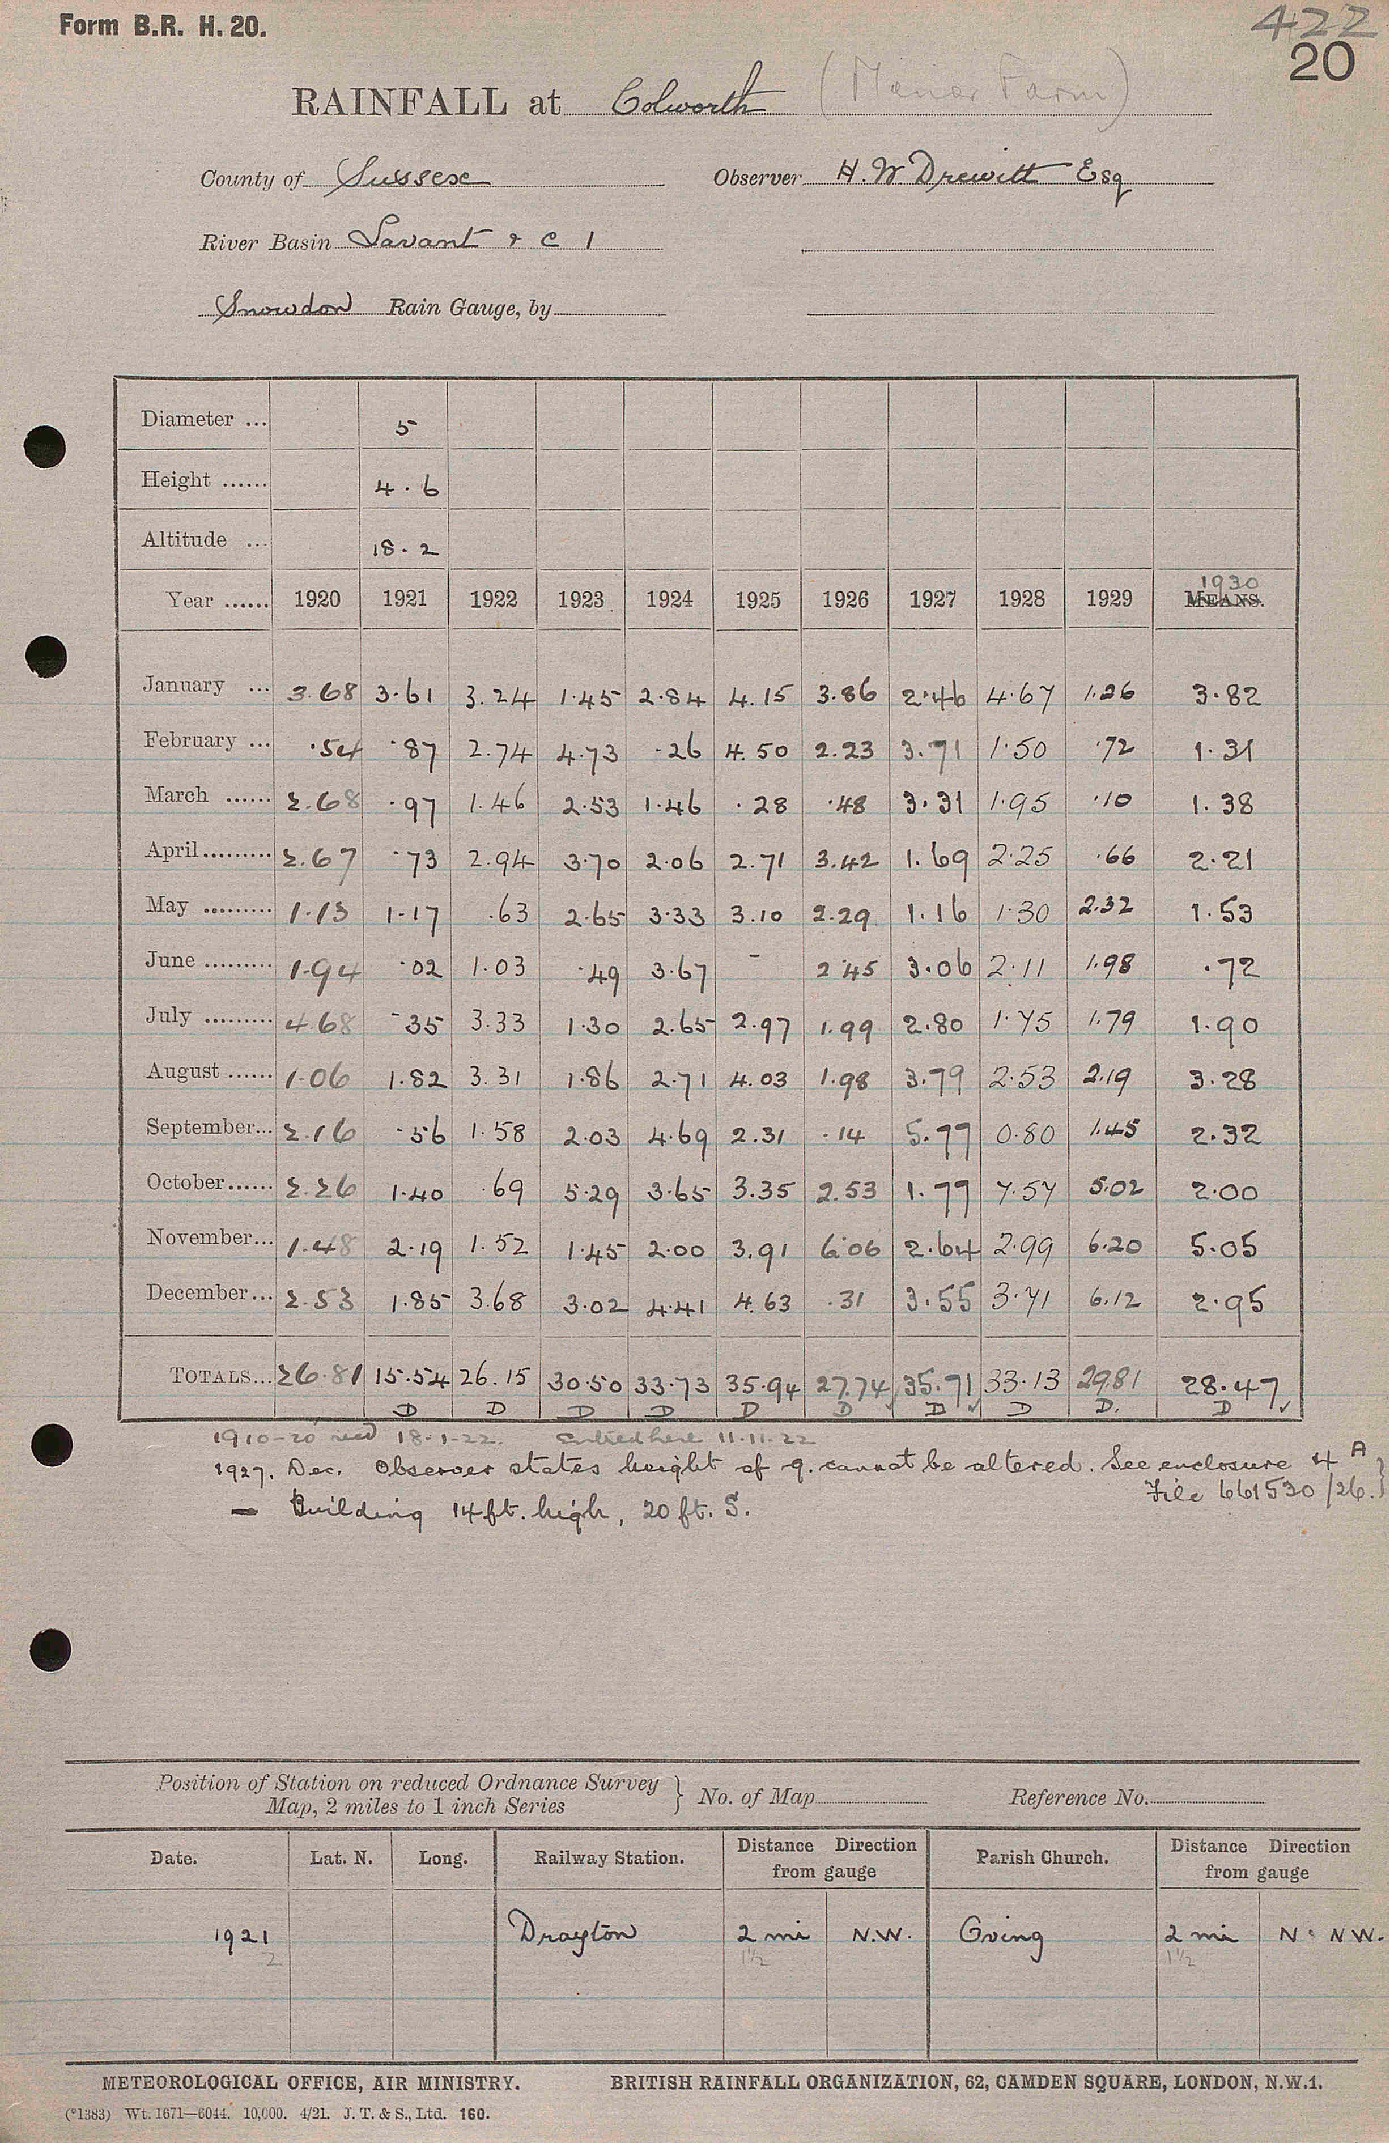 Form B.R. H. 20.
422
20
RAINFALL at Colworth (Manor Farm)
County of Sussex Observer H. W. Drewitt Esq
River Basin Lavant & c 1
Snowdon Rain Gauge, by
Diameter ... 5
Height ...... 4.6
Altitude ... 18.2
1930
Year ...... 1920 1921 1922 1923 1924 1925 1926 1927 1928 1929 MEANS.
January ... 3.68 3.61 3.24 1.45 2.84 4.15 3.86 2.46 4.67 1.26 3.82
February ... .54 .87 2.74 4.73 .26 4.50 2.23 3.71 1.50 .72 1.31
March ...... 2.68 .97 1.46 2.53 1.46 .28 .48 3.31 1.95 .10 1.38
April ......... 2.67 .73 2.94 3.70 2.06 2.71 3.42 1.69 2.25 .66 2.21
May ......... 1.13 1.17 .63 2.65 3.33 3.10 2.29 1.16 1.30 2.32 1.53
June ......... 1.94 .02 1.03 .49 3.67 - 2.45 3.06 2.11 1.98 .72
July ......... 4.68 .35 3.33 1.30 2.65 2.97 1.99 2.80 1.75 1.79 1.90
August ...... 1.06 1.82 3.31 1.86 2.71 4.03 1.98 3.79 2.53 2.19 3.28
September... 2.16 .56 1.58 2.03 4.69 2.31 .14 5.77 0.80 1.45 2.32
October ...... 2.26 1.40 .69 5.29 3.65 3.35 2.53 1.77 7.57 5.02 2.00
November... 1.48 2.19 1.52 1.45 2.00 3.91 6.06 2.64 2.99 6.20 5.05
December ... 2.53 1.85 3.68 3.02 4.41 4.63 .31 3.55 3.71 6.12 2.95
TOTALS... 26.81 15.54 26.15 30.50 33.73 35.94 27.74 35.71 33.13 29.81 28.47
D D D D D D ✓ D ✓ D D. D ✓
1910-20 recd 18-1-22. Entered here 11-11-22
1927. Dec. Observer states height of g. cannot be altered. See enclosure 4 A
File 661530/26.
— Building 14 ft. high, 20 ft. S.
Position of Station on reduced Ordnance Survey
Map, 2 miles to 1 inch Series } No. of Map Reference No.
Date. Lat. N. Long. Railway Station. Distance Direction from gauge Parish Church. Distance Direction from gauge
1921 Drayton 2 mi N.W. Oving 2 mi N. NW.
2 1½ 1½
METEOROLOGICAL OFFICE, AIR MINISTRY. BRITISH RAINFALL ORGANIZATION, 62, CAMDEN SQUARE, LONDON, N.W.1.
(*1383) Wt. 1671—6044. 10,000. 4/21. J. T. & S., Ltd. 160.